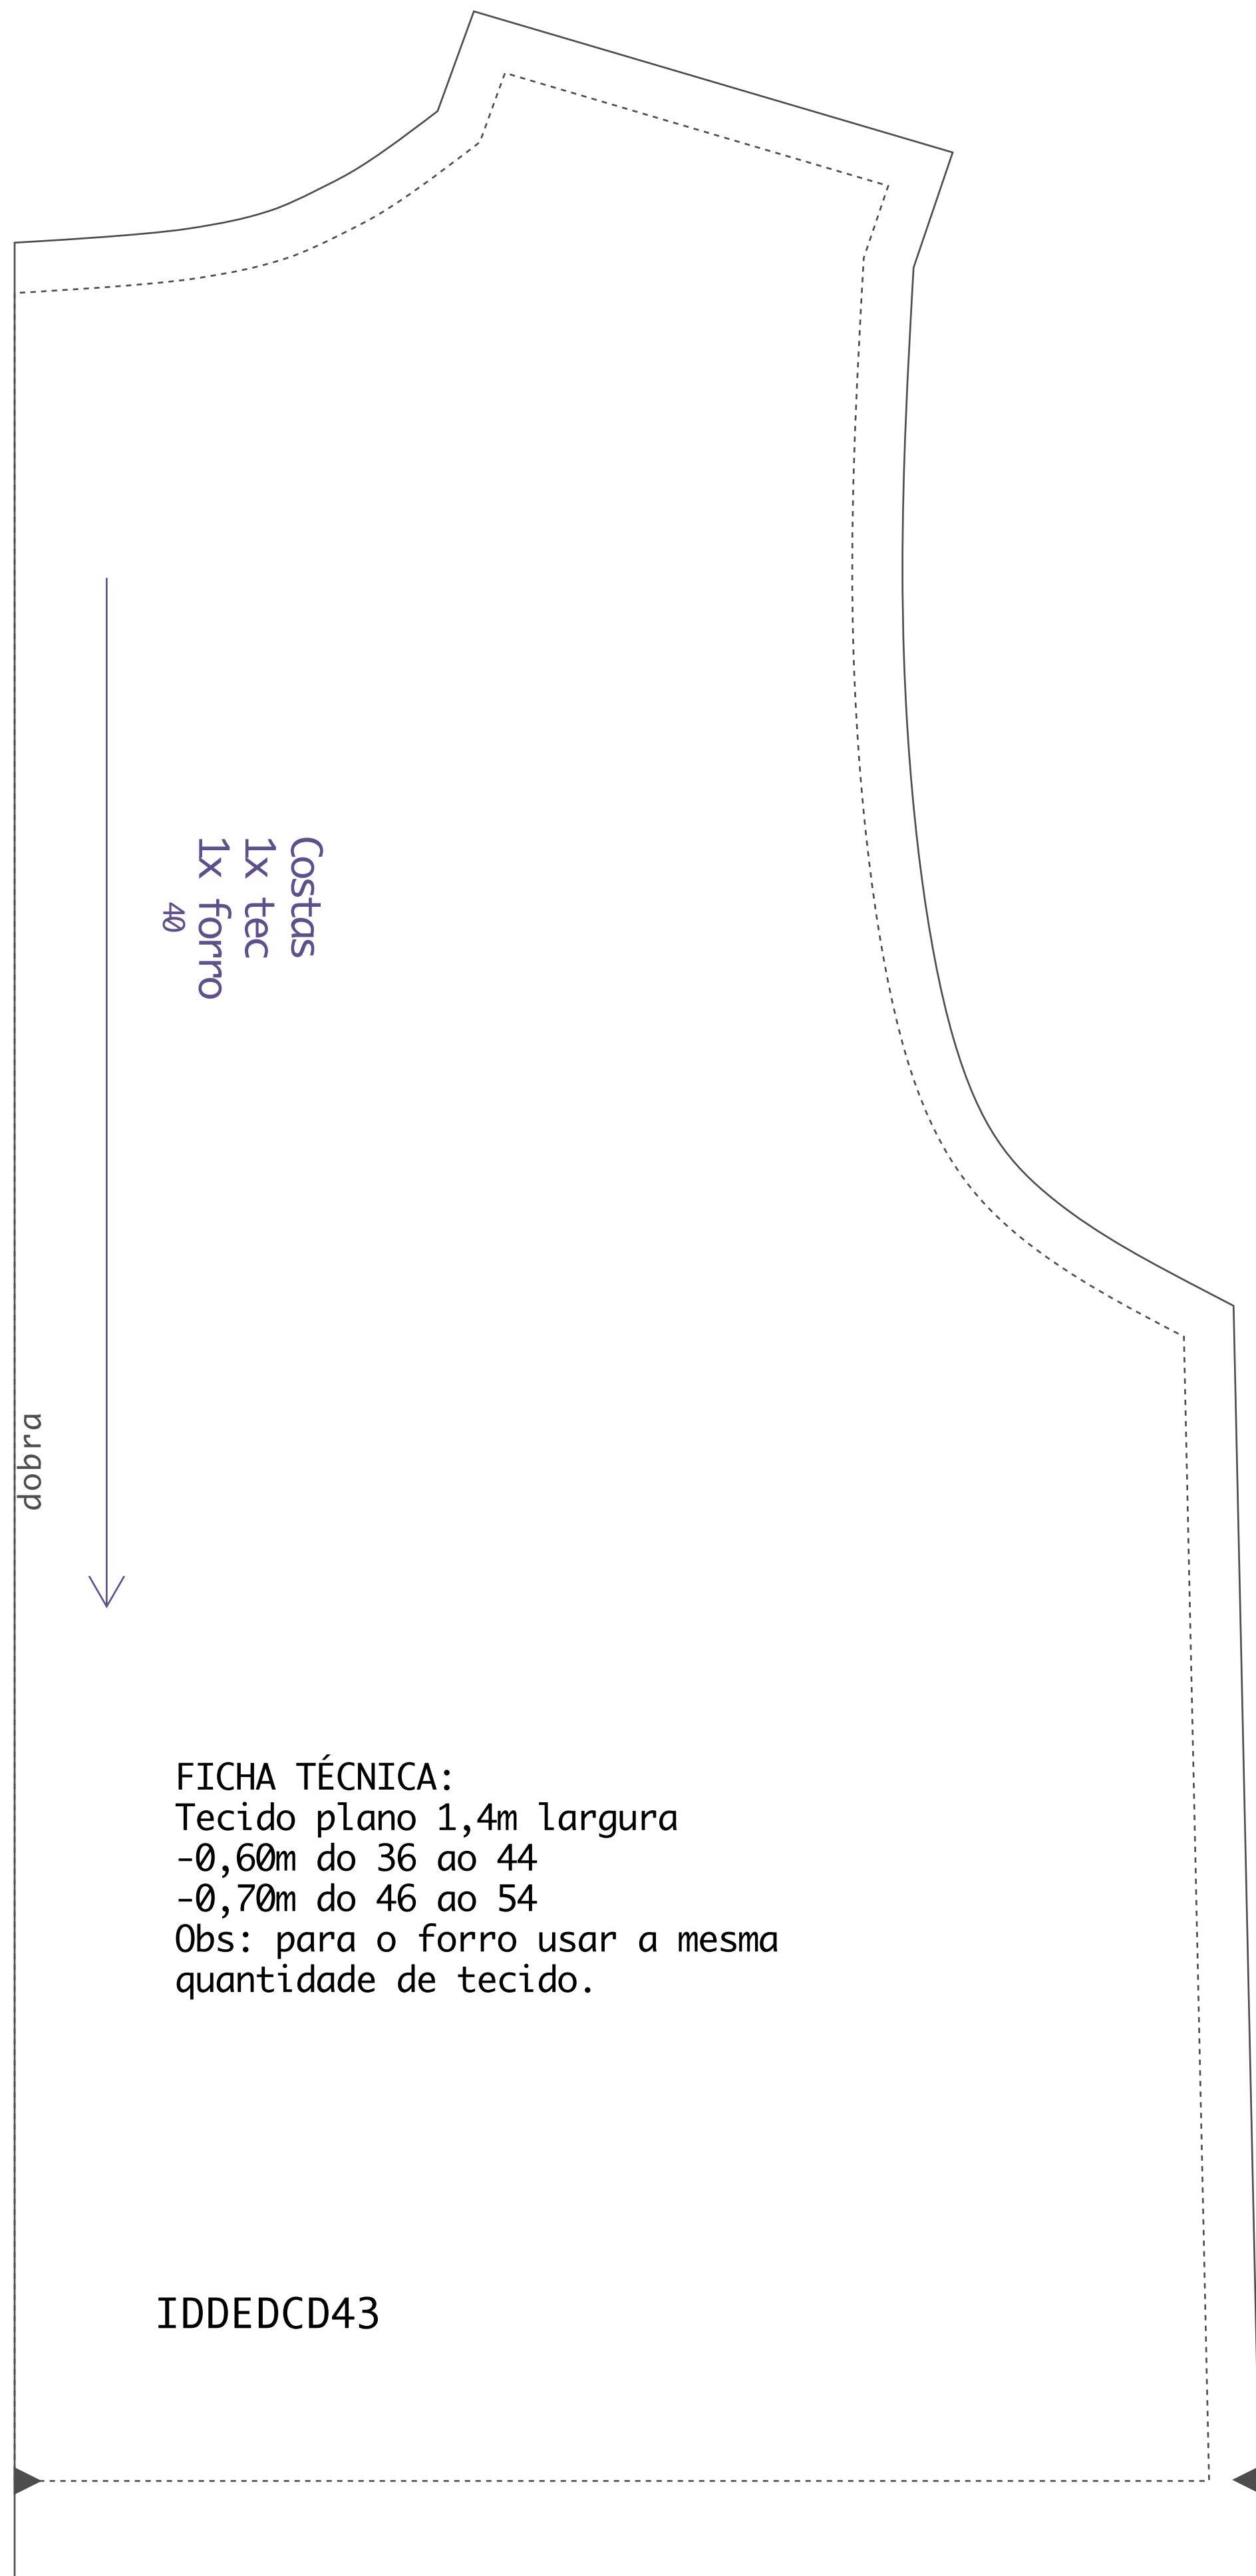 Costas
1x tec
1x forro
40
dobra
FICHA TÉCNICA:
Tecido plano 1,4m largura
-0,60m do 36 ao 44
-0,70m do 46 ao 54
Obs: para o forro usar a mesma
quantidade de tecido.
IDDEDCD43